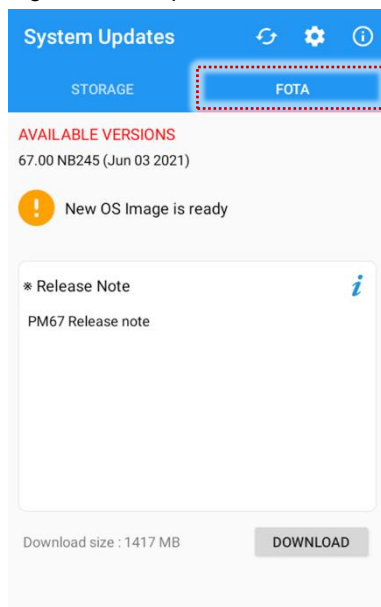 System Updates
STORAGE
FOTA
AVAILABLE VERSIONS
67.00 NB245 (Jun 03 2021)
New OS Image is ready
※ Release Note
PM67 Release note
Download size : 1417 MB
DOWNLOAD